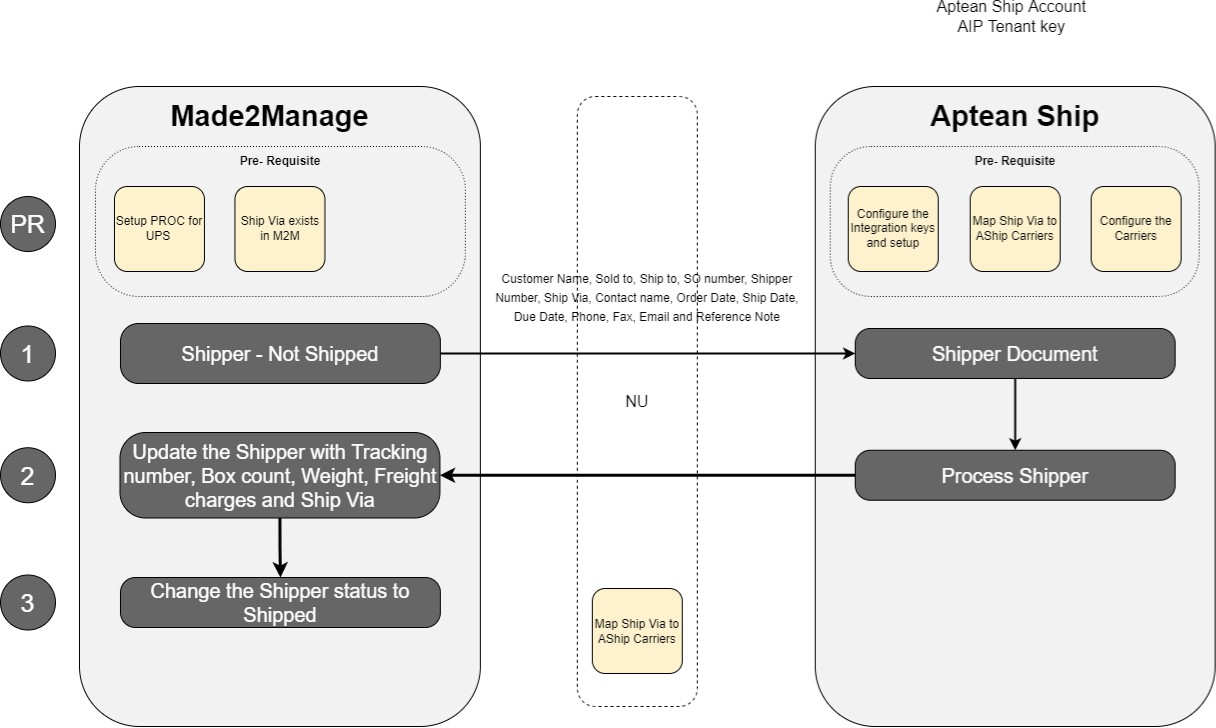 Aptean Ship Account
AIP Tenant key
Made2Manage
Pre- Requisite
Setup PROC for
UPS
Ship Via exists
in M2M
Aptean Ship
Pre- Requisite
Configure the
Integration keys
and setup
Map Ship Via to
AShip Carriers
Configure the
Carriers
PR
Customer Name, Sold to, Ship to, SO number, Shipper
Number, Ship Via, Contact name, Order Date, Ship Date,
Due Date, Phone, Fax, Email and Reference Note
1
Shipper - Not Shipped
Shipper Document
NU
2
Update the Shipper with Tracking
number, Box count, Weight, Freight
charges and Ship Via
Process Shipper
3
Change the Shipper status to
Shipped
Map Ship Via to
AShip Carriers